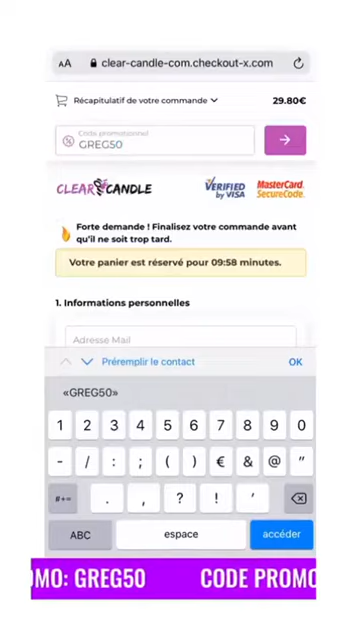 AA clear-candle-com.checkout-x.com
Récapitulatif de votre commande 29.80€
Code promotionnel
GREG50
CLEAR CANDLE VERIFIED by VISA MasterCard. SecureCode.
Forte demande ! Finalisez votre commande avant
qu'il ne soit trop tard.
Votre panier est réservé pour 09:58 minutes.
1. Informations personnelles
Adresse Mail
Préremplir le contact OK
«GREG50»
1 2 3 4 5 6 7 8 9 0
- / : ; ( ) € & @ "
#+= . , ? ! '
ABC espace accéder
OMO: GREG50 CODE PROMO